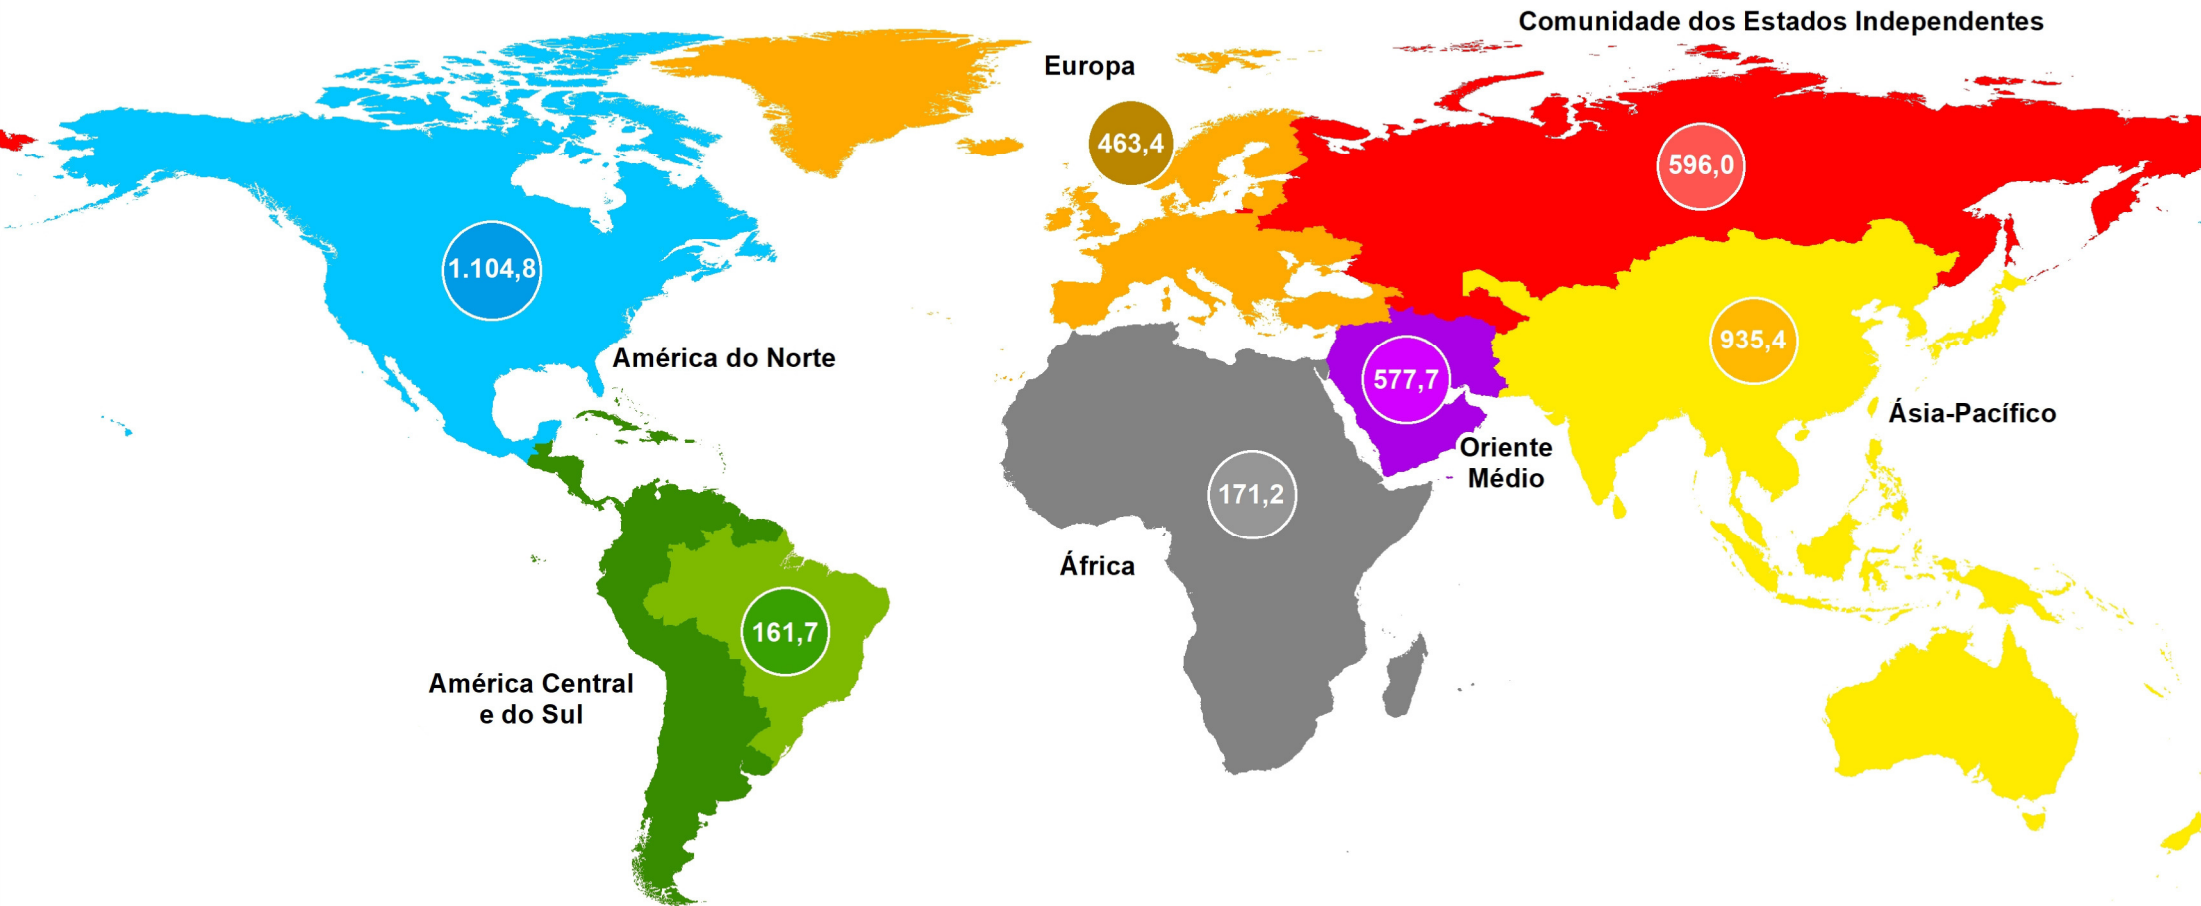 Comunidade dos Estados Independentes
Europa
463,4
596,0
1.104,8
América do Norte
935,4
577,7
Ásia-Pacífico
Oriente
Médio
171,2
África
161,7
América Central
e do Sul